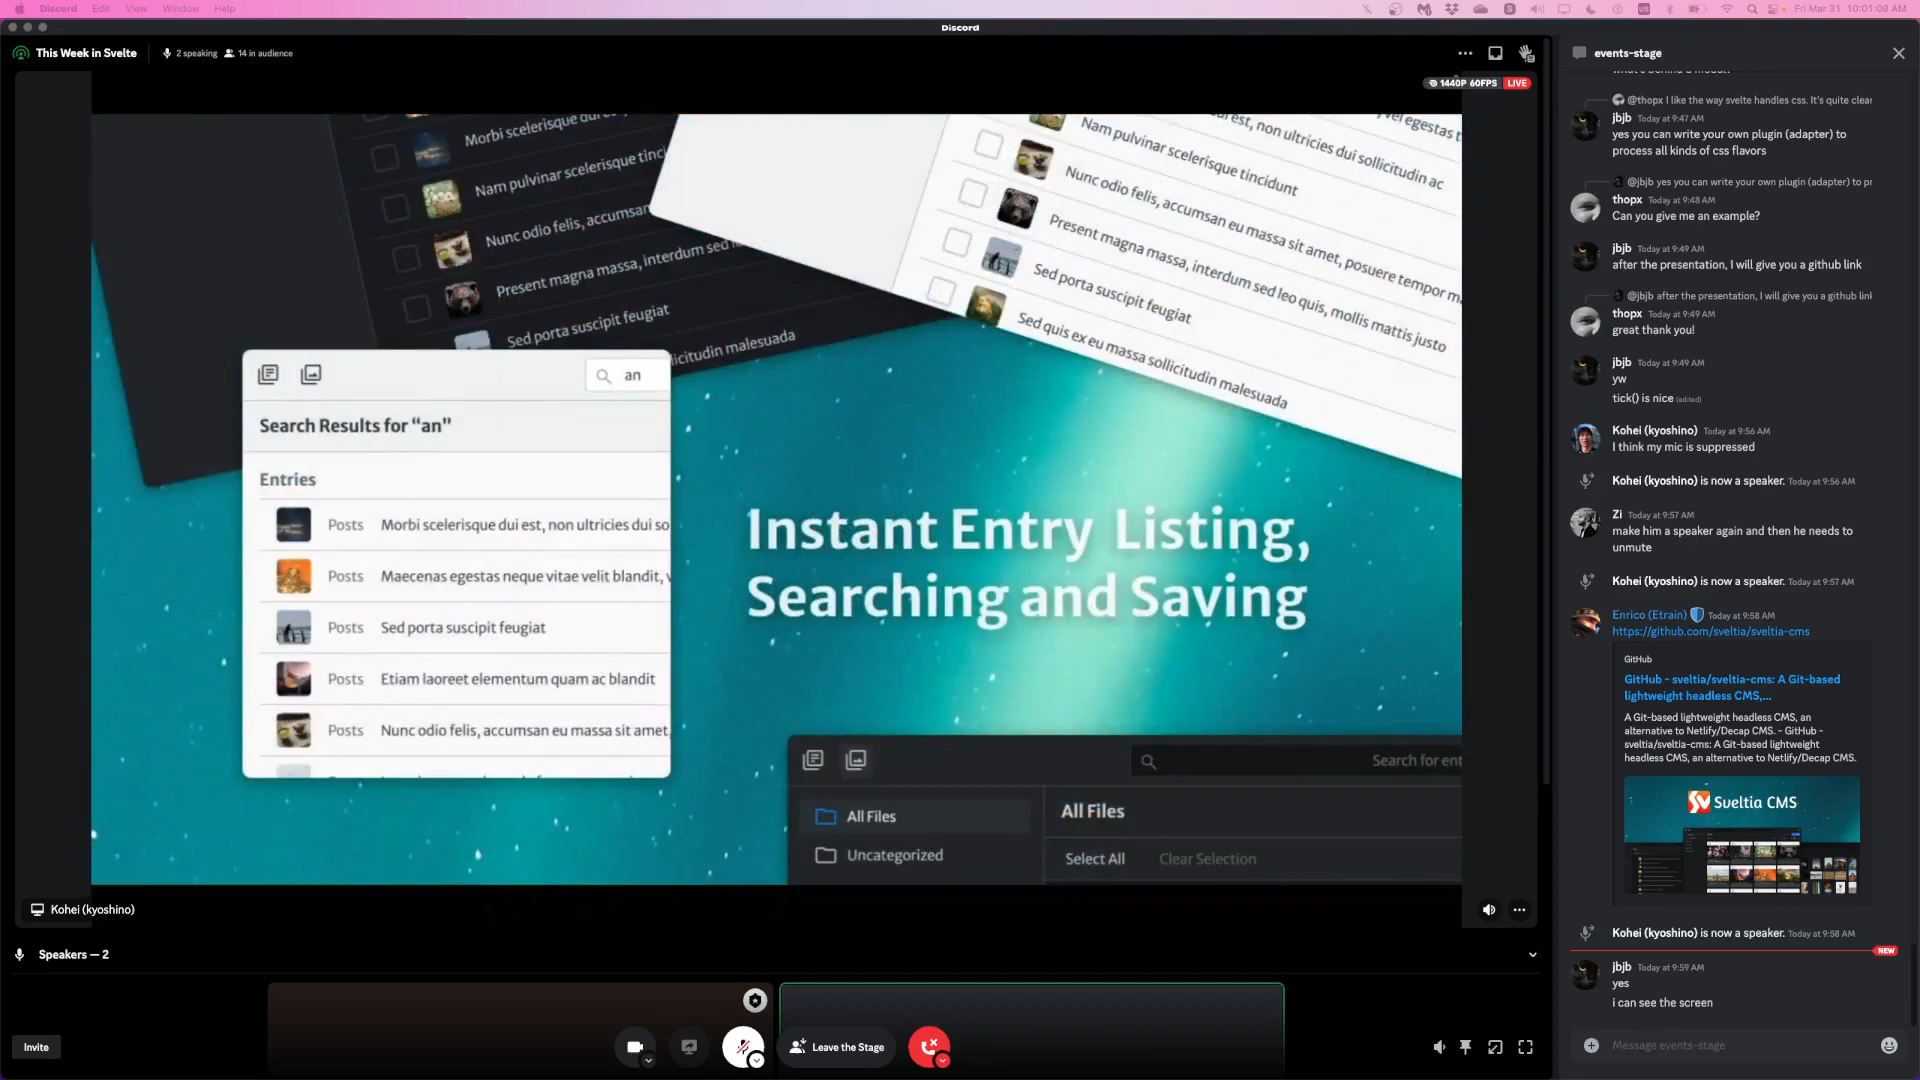 Discord Edit View Window Help
Fri Mar 31 10:01:08 AM
Discord
This Week in Svelte
2 speaking
14 in audience
1440P 60FPS
LIVE
Morbi scelerisque dui
Nam pulvinar scelerisque tinci
Nunc odio felis, accumsan
Present magna massa, interdum sed
Sed porta suscipit feugiat
licitudin malesuada
vel egestas t
dui est, non ultricies dui sollicitudin ac
Nam pulvinar scelerisque tincidunt
Nunc odio felis, accumsan eu massa sit amet, posuere tempor m
Present magna massa, interdum sed leo quis, mollis mattis justo
Sed porta suscipit feugiat
Sed quis ex eu massa sollicitudin malesuada
an
Search Results for “an”
Entries
Posts Morbi scelerisque dui est, non ultricies dui so
Posts Maecenas egestas neque vitae velit blandit, v
Posts Sed porta suscipit feugiat
Posts Etiam laoreet elementum quam ac blandit
Posts Nunc odio felis, accumsan eu massa sit amet,
Instant Entry Listing,
Searching and Saving
Search for ent
All Files
Uncategorized
All Files
Select All Clear Selection
Kohei (kyoshino)
Speakers — 2
Invite
Leave the Stage
events-stage
@thopx I like the way svelte handles css. It's quite clear
jbjb Today at 9:47 AM
yes you can write your own plugin (adapter) to
process all kinds of css flavors
@jbjb yes you can write your own plugin (adapter) to pr
thopx Today at 9:48 AM
Can you give me an example?
jbjb Today at 9:49 AM
after the presentation, I will give you a github link
@jbjb after the presentation, I will give you a github link
thopx Today at 9:49 AM
great thank you!
jbjb Today at 9:49 AM
yw
tick() is nice (edited)
Kohei (kyoshino) Today at 9:56 AM
I think my mic is suppressed
Kohei (kyoshino) is now a speaker. Today at 9:56 AM
Zi Today at 9:57 AM
make him a speaker again and then he needs to
unmute
Kohei (kyoshino) is now a speaker. Today at 9:57 AM
Enrico (Etrain) Today at 9:58 AM
https://github.com/sveltia/sveltia-cms
GitHub
GitHub - sveltia/sveltia-cms: A Git-based
lightweight headless CMS,...
A Git-based lightweight headless CMS, an
alternative to Netlify/Decap CMS. - GitHub -
sveltia/sveltia-cms: A Git-based lightweight
headless CMS, an alternative to Netlify/Decap CMS.
Sveltia CMS
Kohei (kyoshino) is now a speaker. Today at 9:58 AM
NEW
jbjb Today at 9:59 AM
yes
i can see the screen
Message events-stage